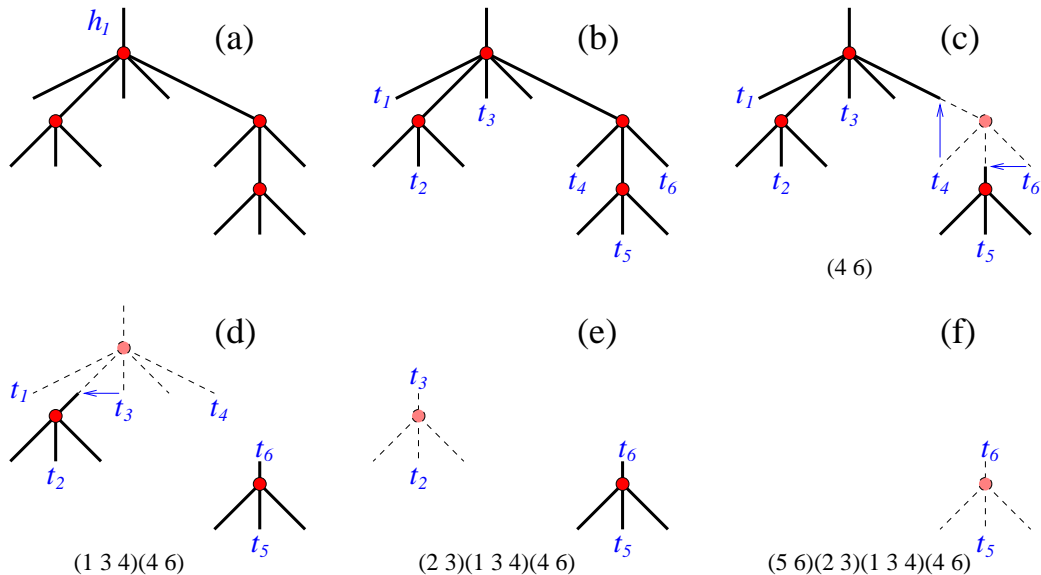 h₁ (a)
(b)
t₁ t₃
t₂ t₄ t₆
t₅
(c)
t₁ t₃
t₂ t₄ t₆
t₅
(4 6)
(d)
t₁ t₃ t₄
t₂ t₆
t₅
(1 3 4)(4 6)
(e)
t₃
t₂ t₆
t₅
(2 3)(1 3 4)(4 6)
(f)
t₆
t₅
(5 6)(2 3)(1 3 4)(4 6)